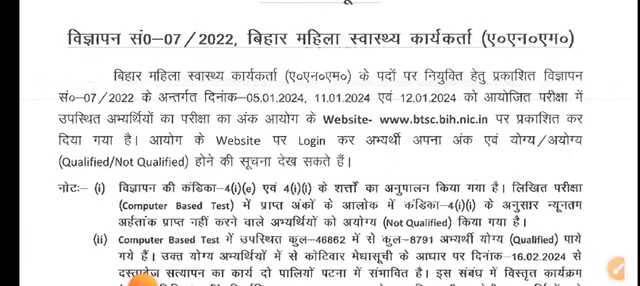 विज्ञापन सं0–07/2022, बिहार महिला स्वास्थ्य कार्यकर्ता (ए०एन०एम०)
बिहार महिला स्वास्थ्य कार्यकर्ता (ए०एन०एम०) के पदों पर नियुक्ति हेतु प्रकाशित विज्ञापन
सं०–07/2022 के अन्तर्गत दिनांक–05.01.2024, 11.01.2024 एवं 12.01.2024 को आयोजित परीक्षा में
उपस्थित अभ्यर्थियों का परीक्षा का अंक आयोग के Website- www.btsc.bih.nic.in पर प्रकाशित कर
दिया गया है। आयोग के Website पर Login कर अभ्यर्थी अपना अंक एवं योग्य/अयोग्य
(Qualified/Not Qualified) होने की सूचना देख सकते हैं।
नोटः– (i) विज्ञापन की कंडिका–4(i)(e) एवं 4(i)(i) के शर्त्तों का अनुपालन किया गया है। लिखित परीक्षा
(Computer Based Test) में प्राप्त अंकों के आलोक में कंडिका–4(i)(i) के अनुसार न्यूनतम
अर्हतांक प्राप्त नहीं करने वाले अभ्यर्थियों को अयोग्य (Not Qualified) किया गया है।
(ii) Computer Based Test में उपस्थित कुल–46862 में से कुल–8791 अभ्यर्थी योग्य (Qualified) पाये
गये हैं। उक्त योग्य अभ्यर्थियों में से कोटिवार मेधासूची के आधार पर दिनांक–16.02.2024 से
दस्तावेज सत्यापन का कार्य दो पालियों पटना में संभावित है। इस संबंध में विस्तृत कार्यक्रम